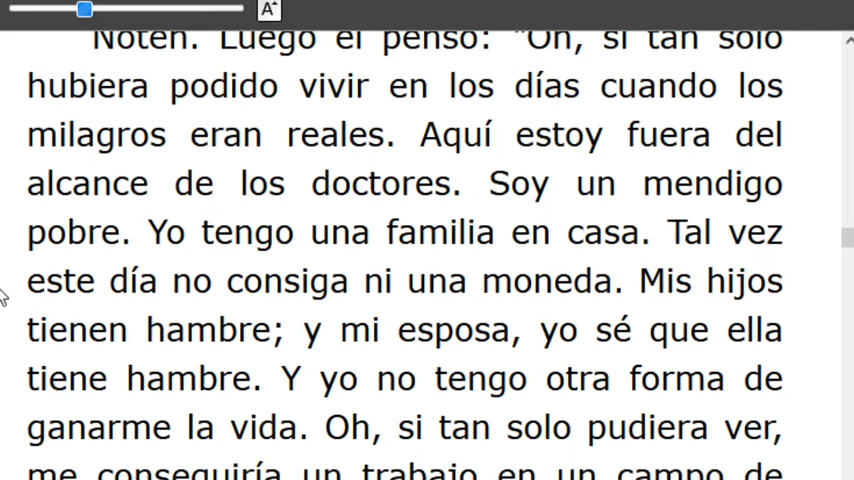 A
Noten. Luego él pensó: "Oh, si tan solo
hubiera podido vivir en los días cuando los
milagros eran reales. Aquí estoy fuera del
alcance de los doctores. Soy un mendigo
pobre. Yo tengo una familia en casa. Tal vez
este día no consiga ni una moneda. Mis hijos
tienen hambre; y mi esposa, yo sé que ella
tiene hambre. Y yo no tengo otra forma de
ganarme la vida. Oh, si tan solo pudiera ver,
me conseguiría un trabajo en un campo de